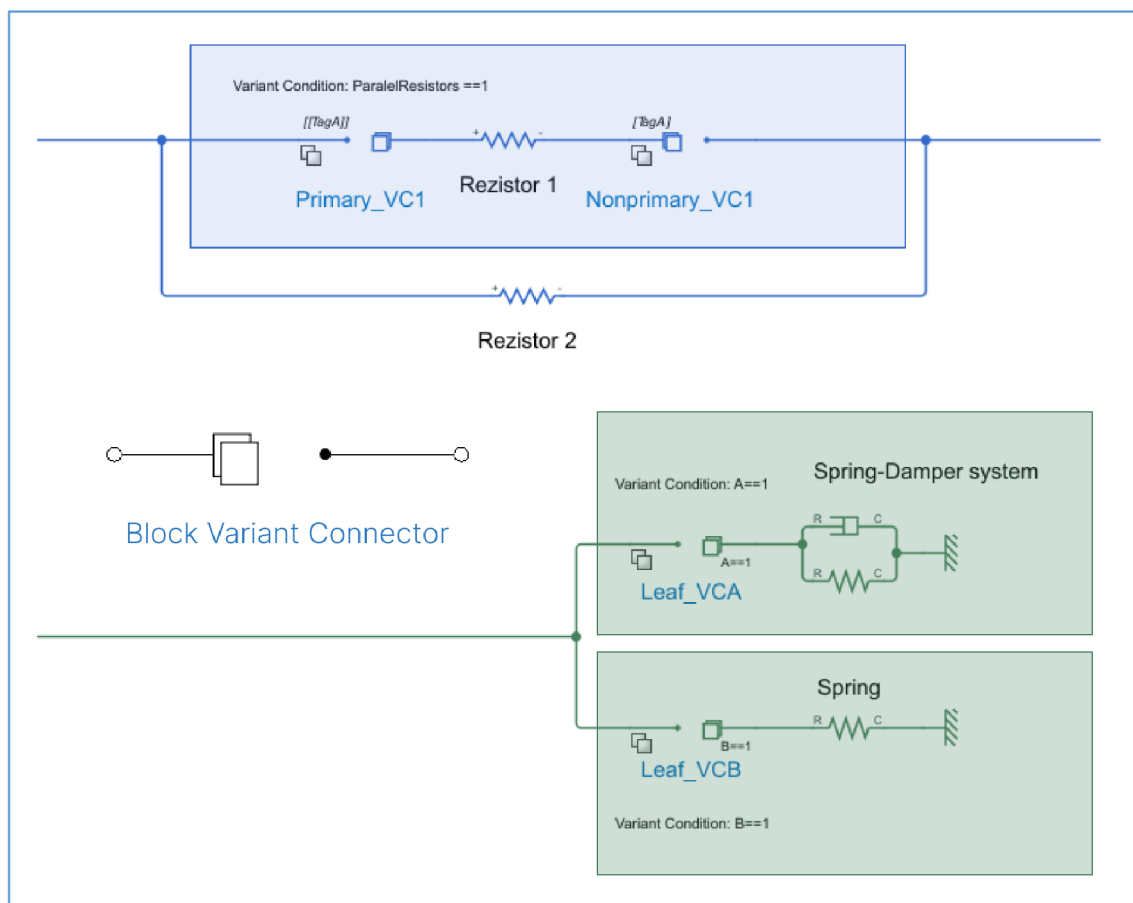 Variant Condition: ParalelResistors ==1
[[TagA]]
+
-
[TagA]
Rezistor 1
Primary_VC1
Nonprimary_VC1
+
-
Rezistor 2
Block Variant Connector
Spring-Damper system
Variant Condition: A==1
R C
A==1
R C
Leaf_VCA
Spring
R C
B==1
Leaf_VCB
Variant Condition: B==1